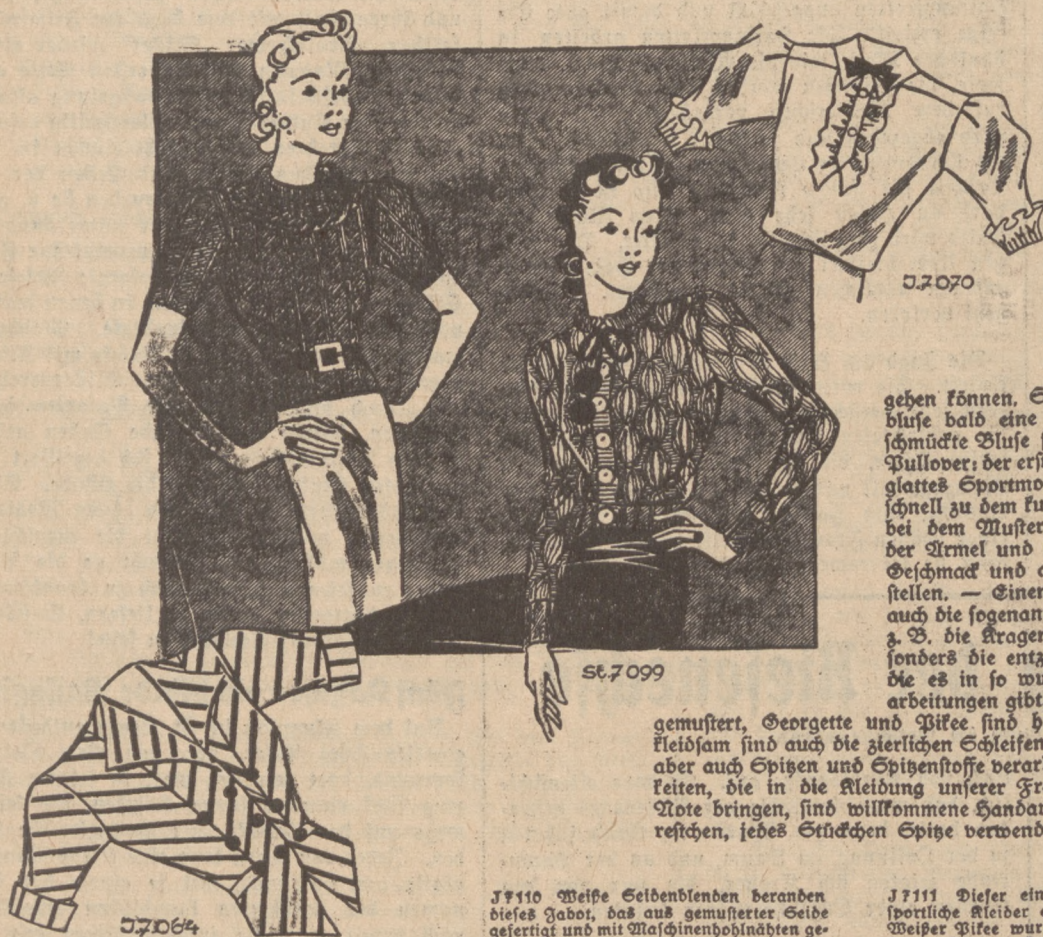 J.7070
gehen können. S
bluse bald eine
schmückte Bluse
Pullover: der erst
glattes Sportmo
schnell zu dem ku
bei dem Muster
der Ärmel und
Geschmack und
stellen. — Einen
auch die sogenan
z. B. die Kragen
sonders die entz
die es in so wu
arbeitungen gibt
St.7099
gemustert, Georgette und Pikee sind
kleidsam sind auch die zierlichen Schleifen
aber auch Spitzen und Spitzenstoffe verar
keiten, die in die Kleidung unserer Fr
Note bringen, sind willkommene Handar
restchen, jedes Stückchen Spitze verwend
J.7064
J7110 Weiße Seidenblenden beranden
dieses Jabot, das aus gemusterter Seide
gefertigt und mit Maschinenhohlnähten ge-
J7111 Dieser ein
sportliche Kleider
Weißer Pikee wur